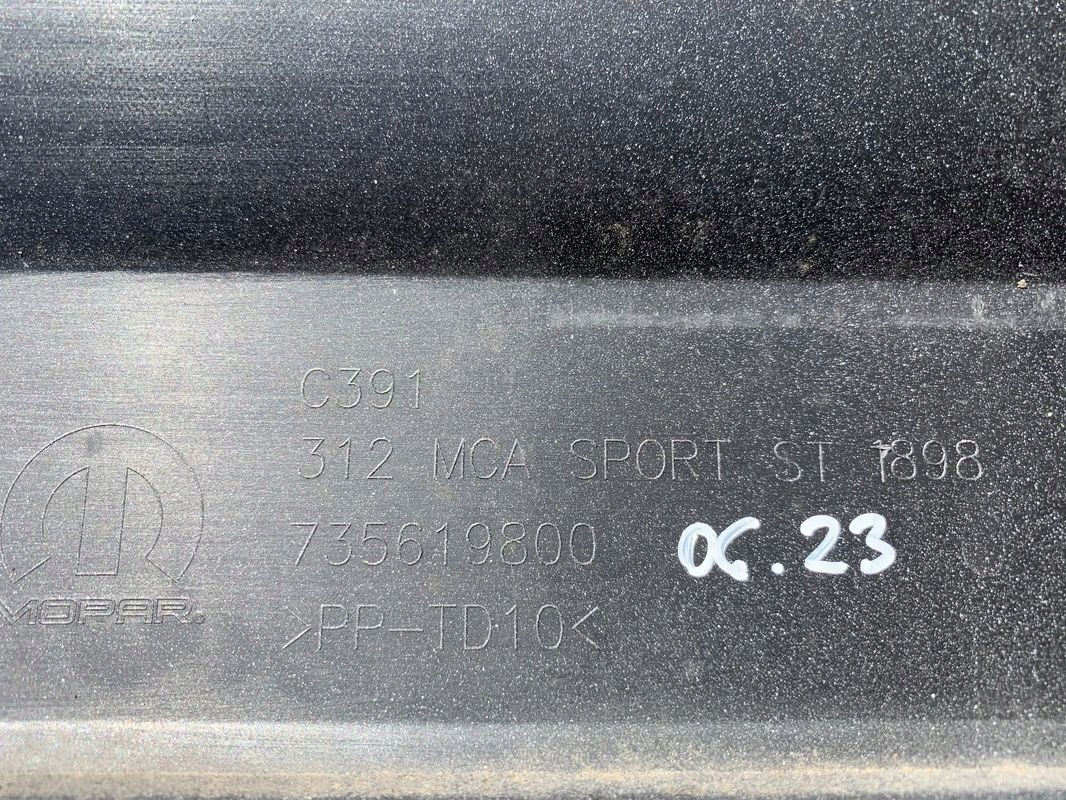 C391
312 MCA SPORT ST 1898
735619800 06.23
>PP-TD10<
MOPAR®